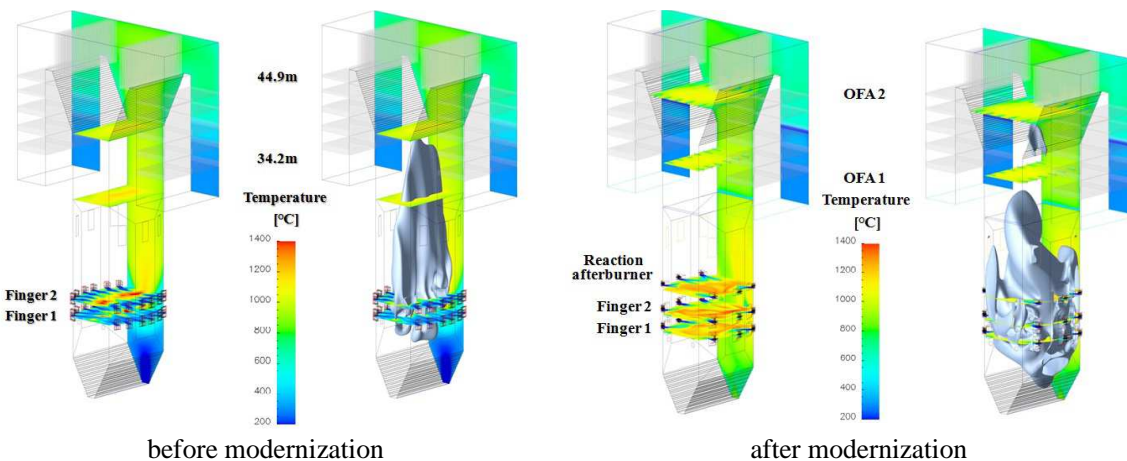 44.9m
34.2m
Temperature
[°C]
1400
1200
1000
800
600
400
200
Finger 2
Finger 1
before modernization
OFA 2
OFA 1
Temperature
[°C]
1400
1200
1000
800
600
400
200
Reaction
afterburner
Finger 2
Finger 1
after modernization